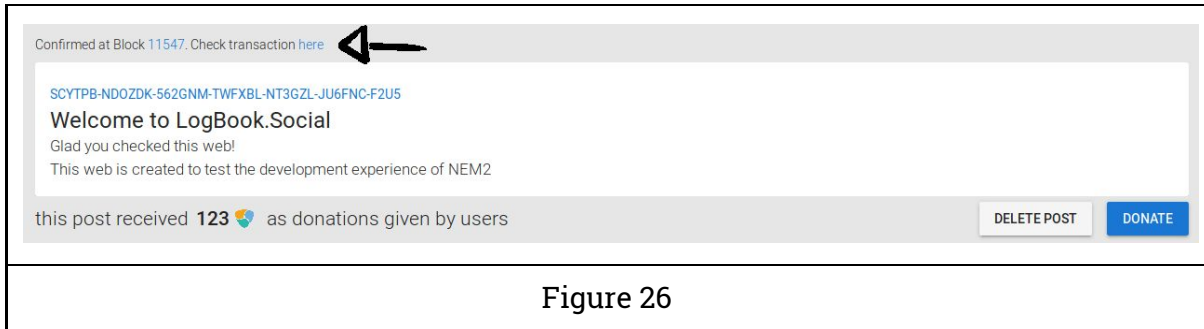 Confirmed at Block 11547. Check transaction here
SCYTPB-NDOZDK-562GNM-TWFXBL-NT3GZL-JU6FNC-F2U5
Welcome to LogBook.Social
Glad you checked this web!
This web is created to test the development experience of NEM2
this post received 123 as donations given by users
DELETE POST
DONATE
Figure 26